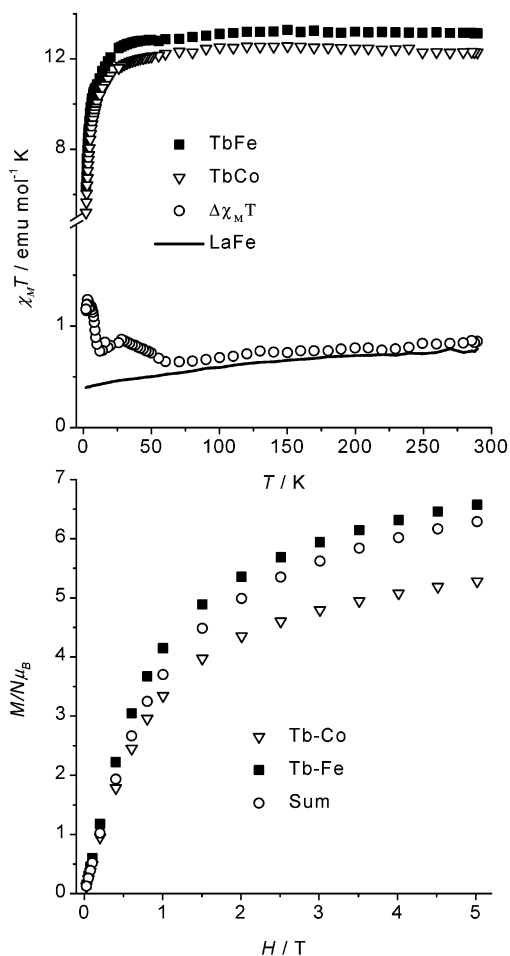 12
8
1
0
χMT / emu mol⁻¹ K
TbFe
TbCo
ΔχMT
LaFe
0 50 100 150 200 250 300
T / K
7
6
5
4
3
2
1
0
M/NμB
Tb-Co
Tb-Fe
Sum
0 1 2 3 4 5
H / T